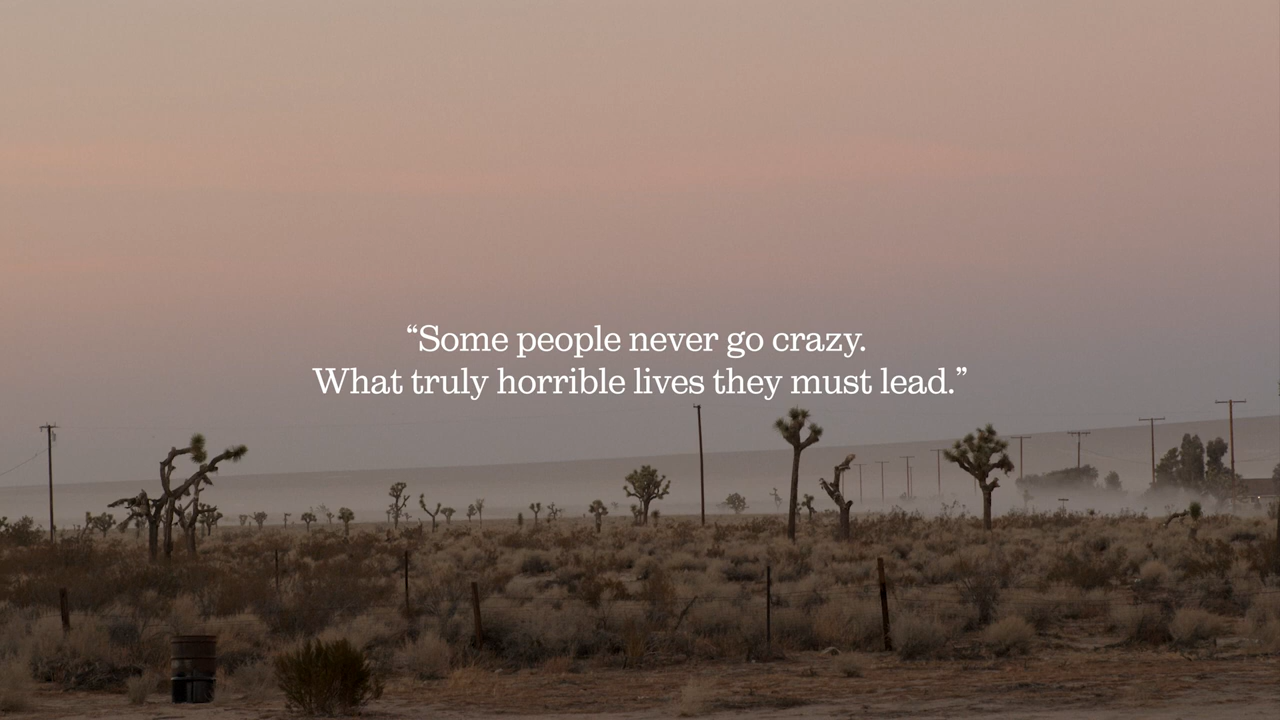 “Some people never go crazy.
What truly horrible lives they must lead.”